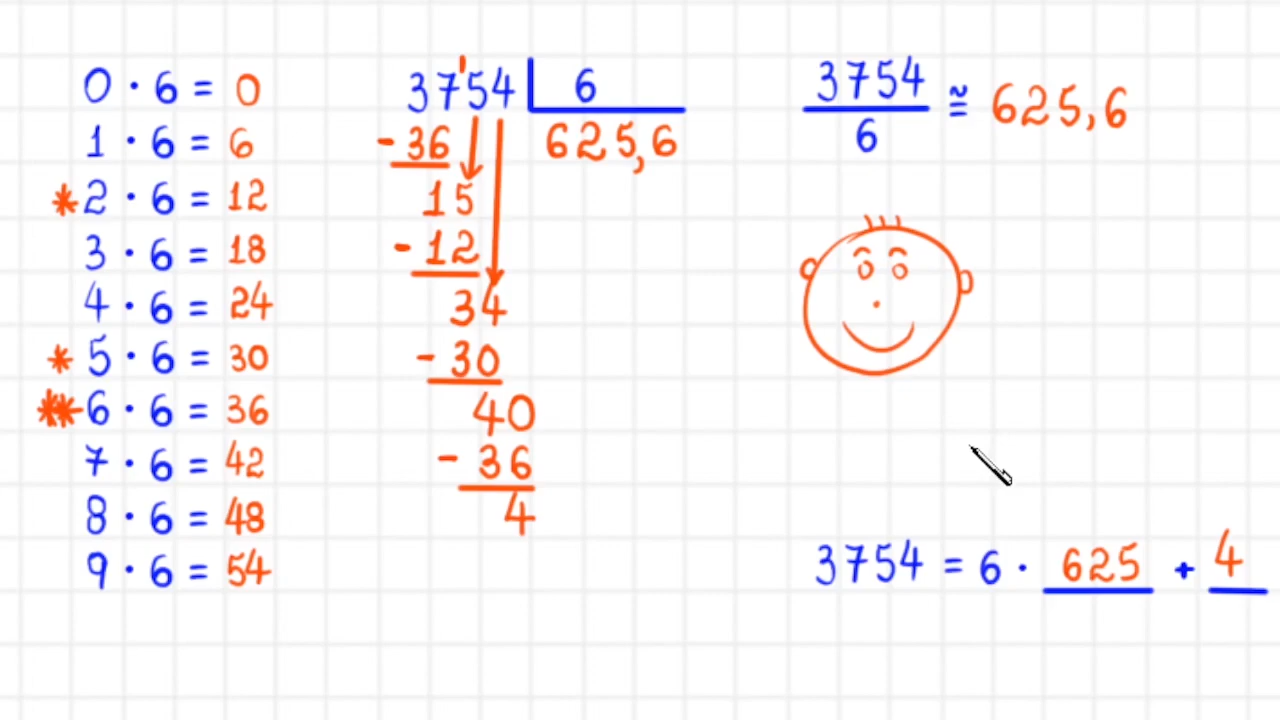 0 · 6 = 0
1 · 6 = 6
* 2 · 6 = 12
3 · 6 = 18
4 · 6 = 24
* 5 · 6 = 30
** 6 · 6 = 36
7 · 6 = 42
8 · 6 = 48
9 · 6 = 54
37'54 6
- 36 625,6
15
- 12
34
- 30
40
- 36
4
3754
6
≅ 625,6
3754 = 6 · 625 + 4